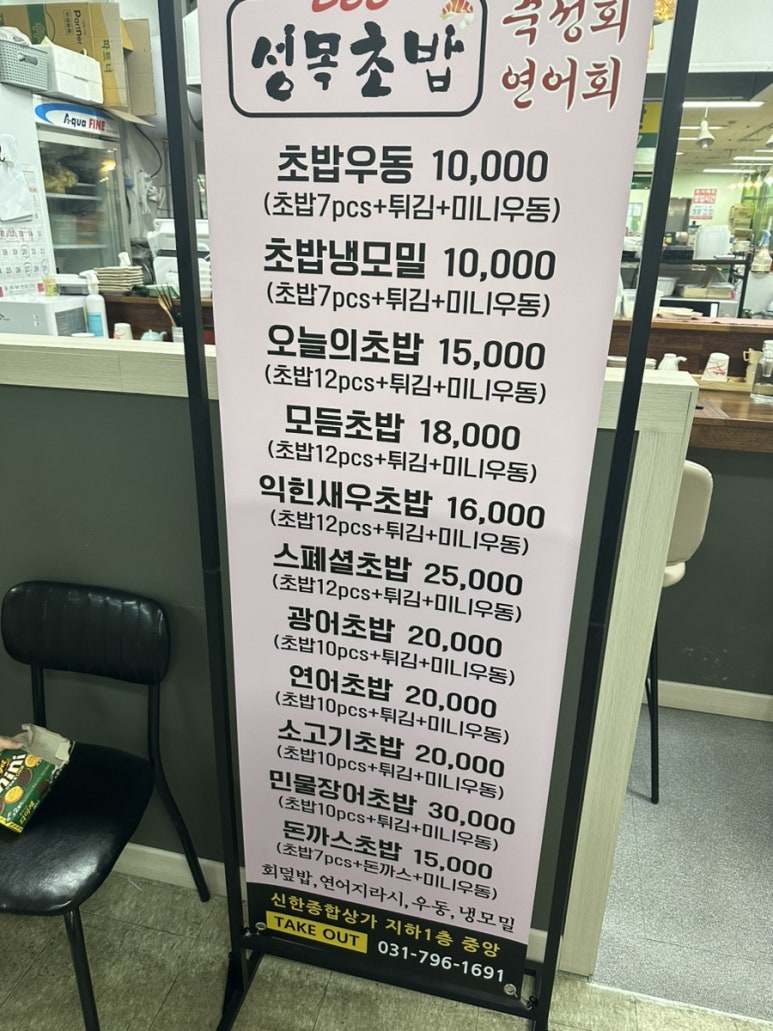 성목초밥
숙성회
연어회
초밥우동 10,000
(초밥7pcs+튀김+미니우동)
초밥냉모밀 10,000
(초밥7pcs+튀김+미니우동)
오늘의초밥 15,000
(초밥12pcs+튀김+미니우동)
모듬초밥 18,000
(초밥12pcs+튀김+미니우동)
익힌새우초밥 16,000
(초밥12pcs+튀김+미니우동)
스폐셜초밥 25,000
(초밥12pcs+튀김+미니우동)
광어초밥 20,000
(초밥10pcs+튀김+미니우동)
연어초밥 20,000
(초밥10pcs+튀김+미니우동)
소고기초밥 20,000
(초밥10pcs+튀김+미니우동)
민물장어초밥 30,000
(초밥10pcs+튀김+미니우동)
돈까스초밥 15,000
(초밥7pcs+돈까스+미니우동)
회덮밥,연어지라시,우동,냉모밀
신한종합상가 지하1층 중앙
TAKE OUT 031-796-1691
Aqua FINE
파트너
mini